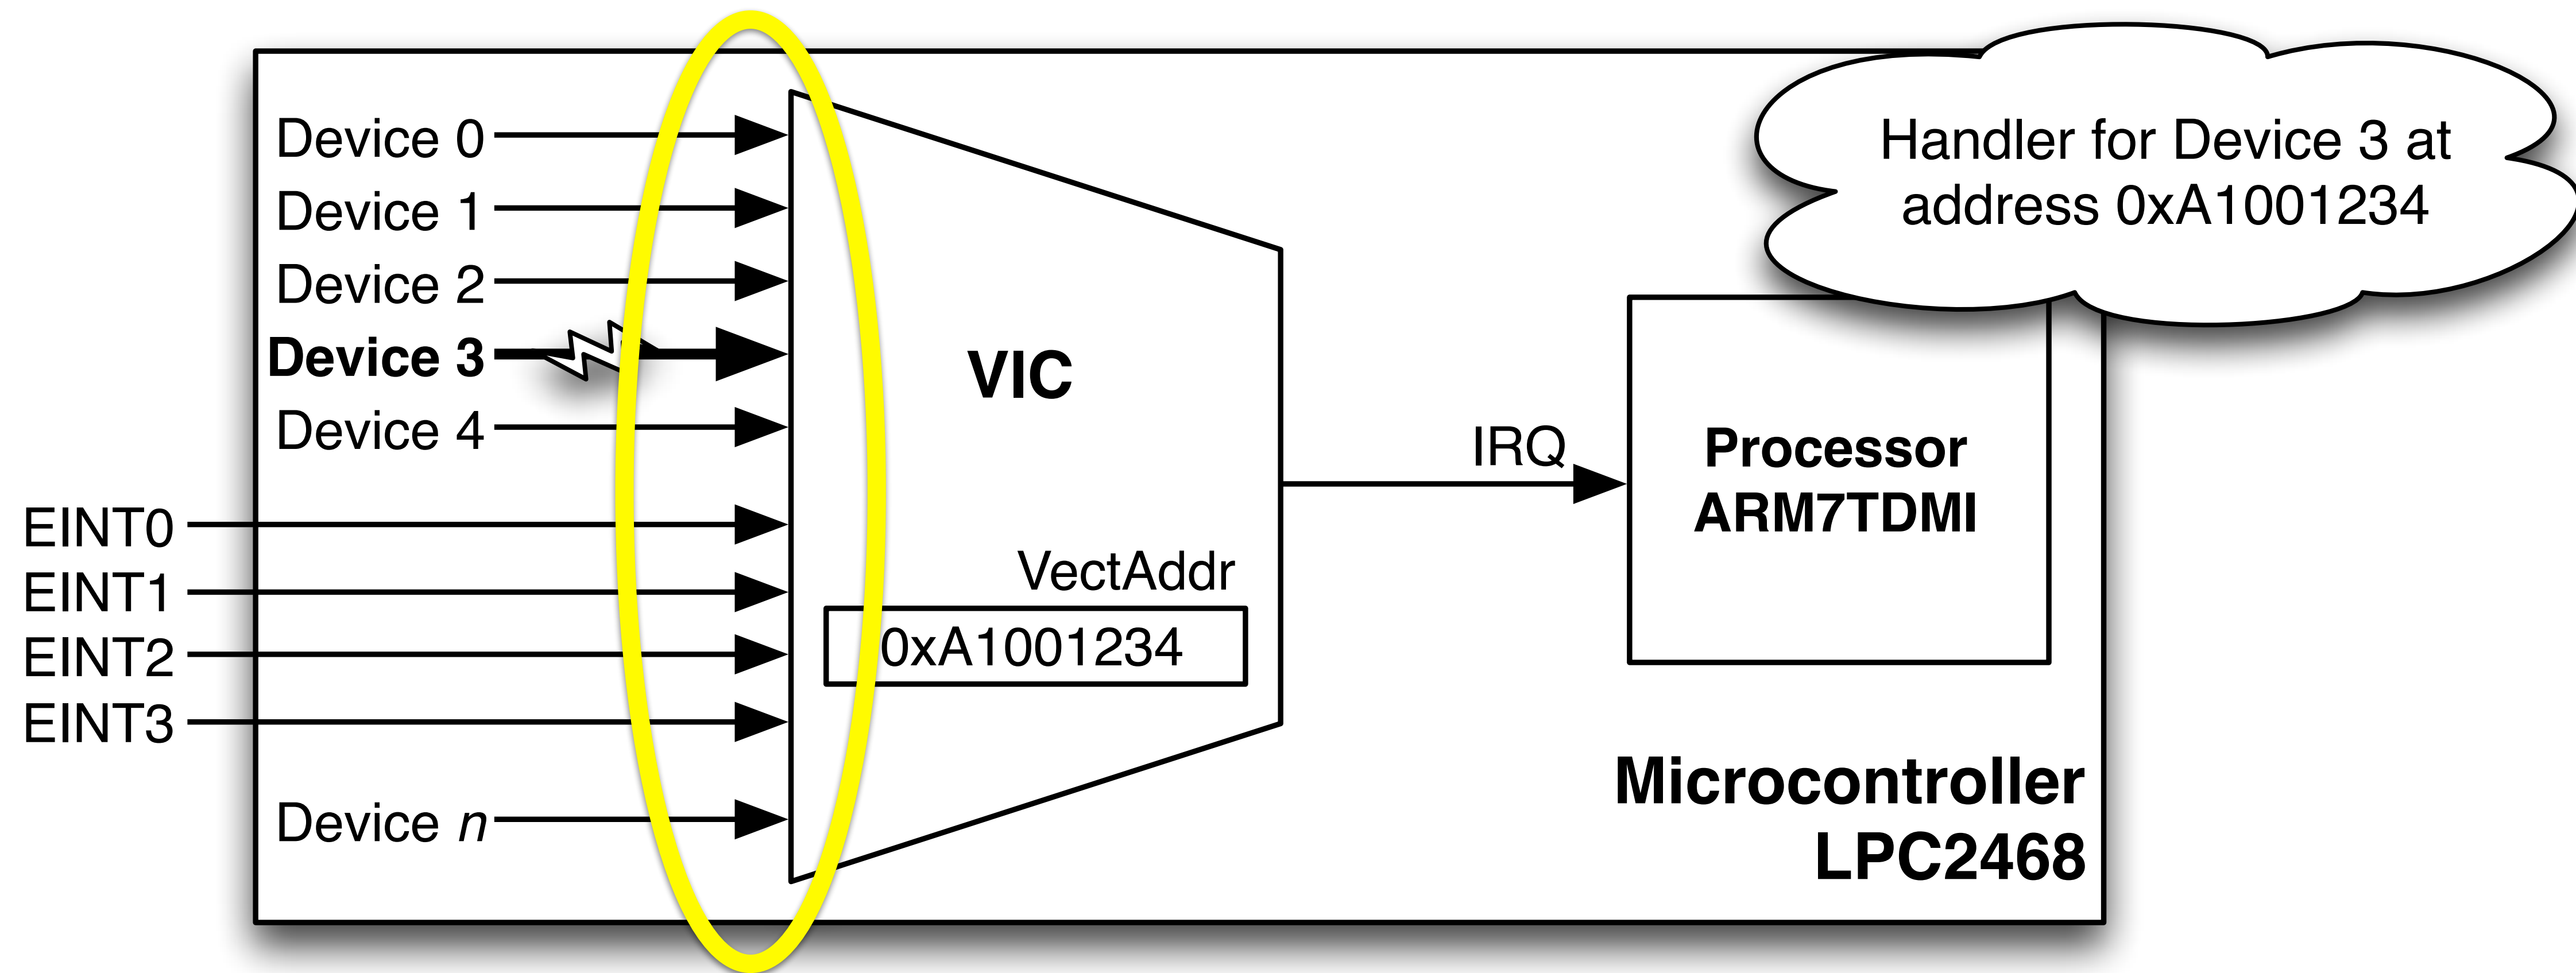 Device 0
Device 1
Device 2
Device 3
Device 4
EINT0
EINT1
EINT2
EINT3
Device n
VIC
VectAddr
0xA1001234
IRQ
Processor
ARM7TDMI
Handler for Device 3 at
address 0xA1001234
Microcontroller
LPC2468